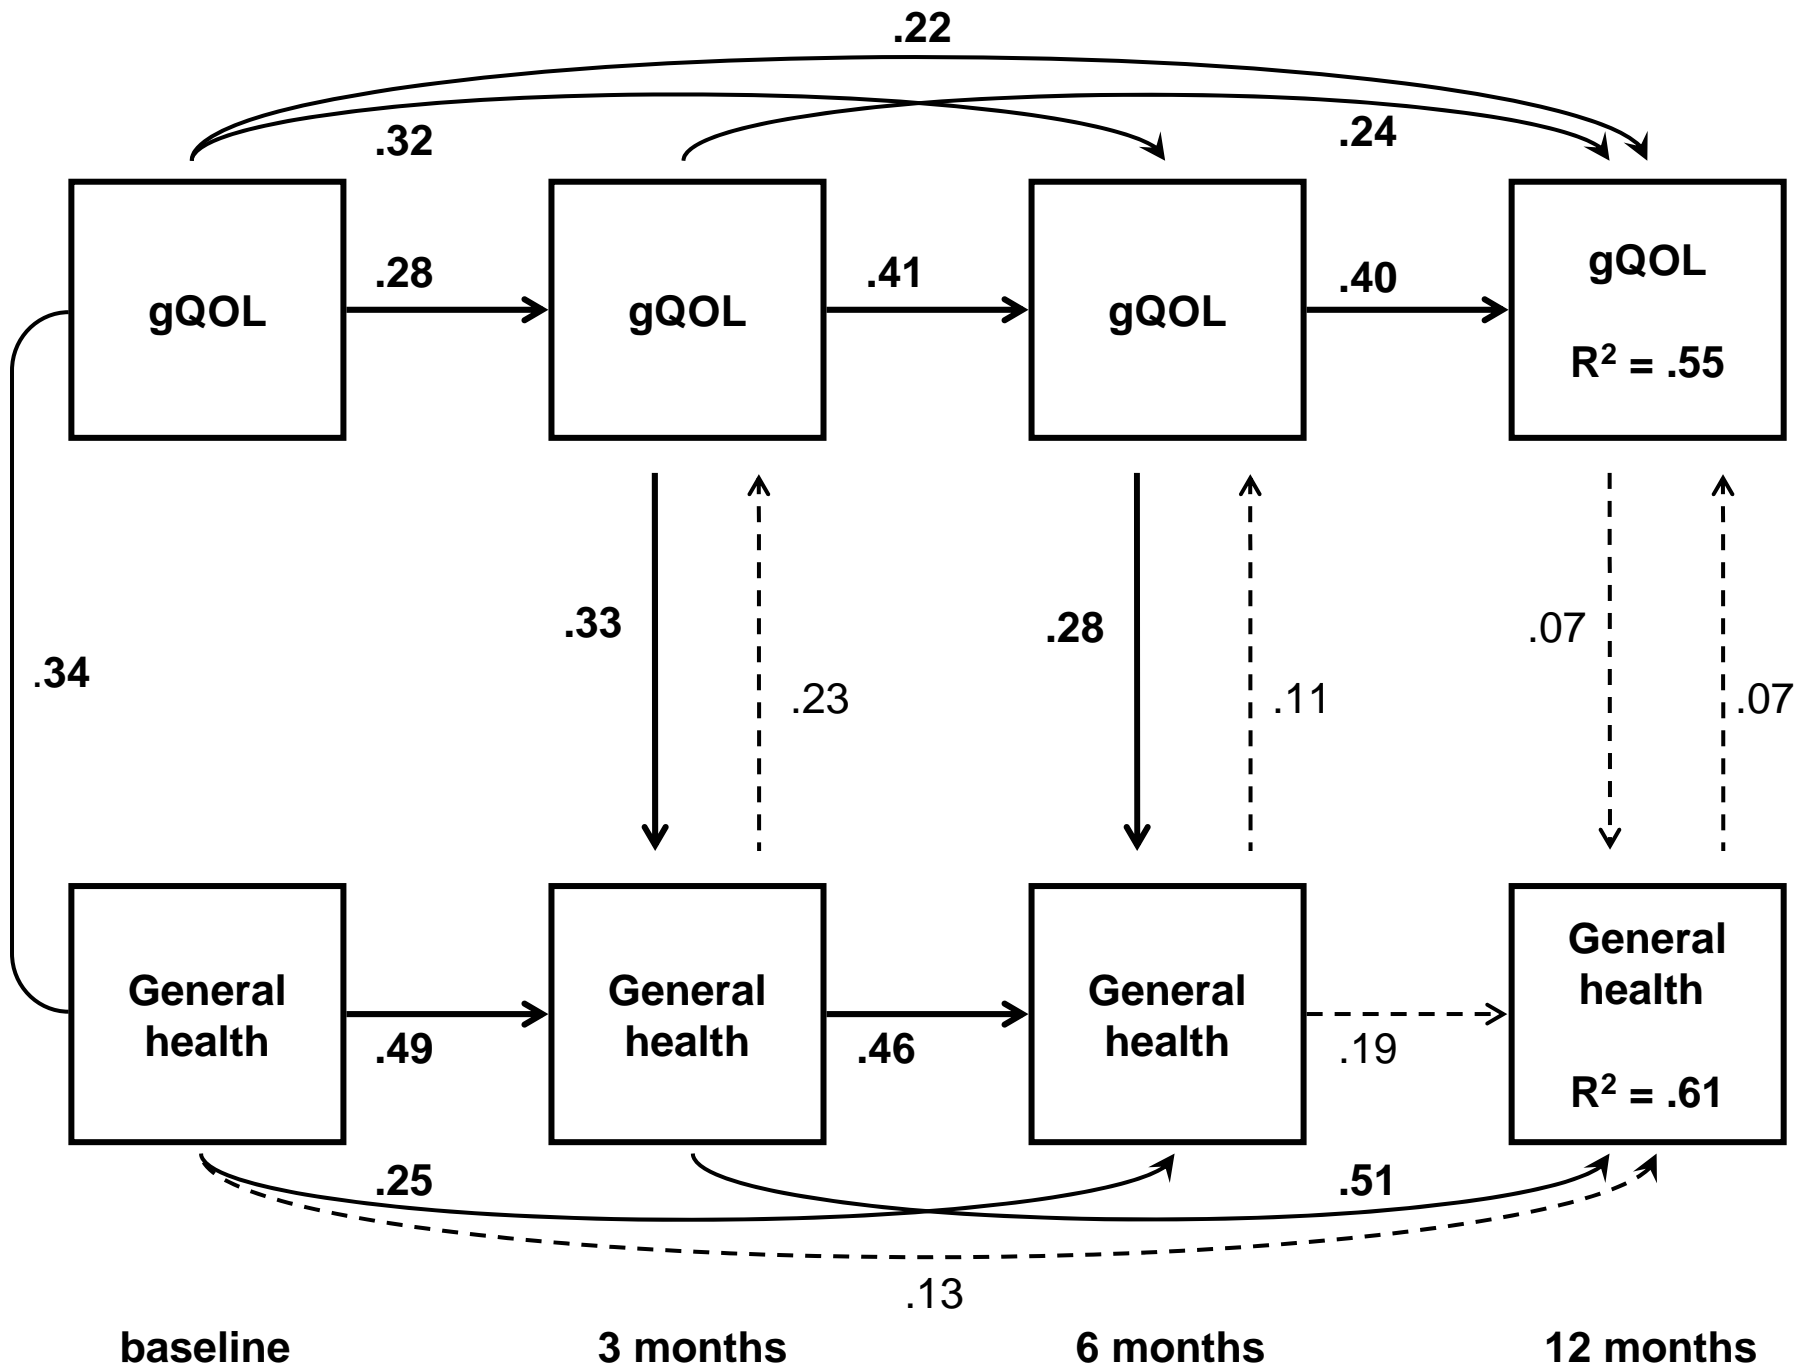 .22
.32
.24
.28
.41
.40
gQOL
gQOL
gQOL
gQOL
R² = .55
.33
.28
.07
.34
.23
.11
.07
General
health
General
health
General
health
General
health
R² = .61
.49
.46
.19
.25
.51
.13
baseline
3 months
6 months
12 months